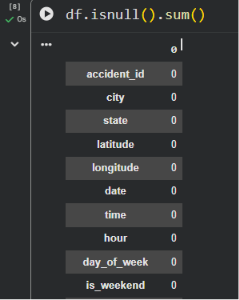 [8]
0s
df.isnull().sum()
...
0
accident_id 0
city 0
state 0
latitude 0
longitude 0
date 0
time 0
hour 0
day_of_week 0
is_weekend 0